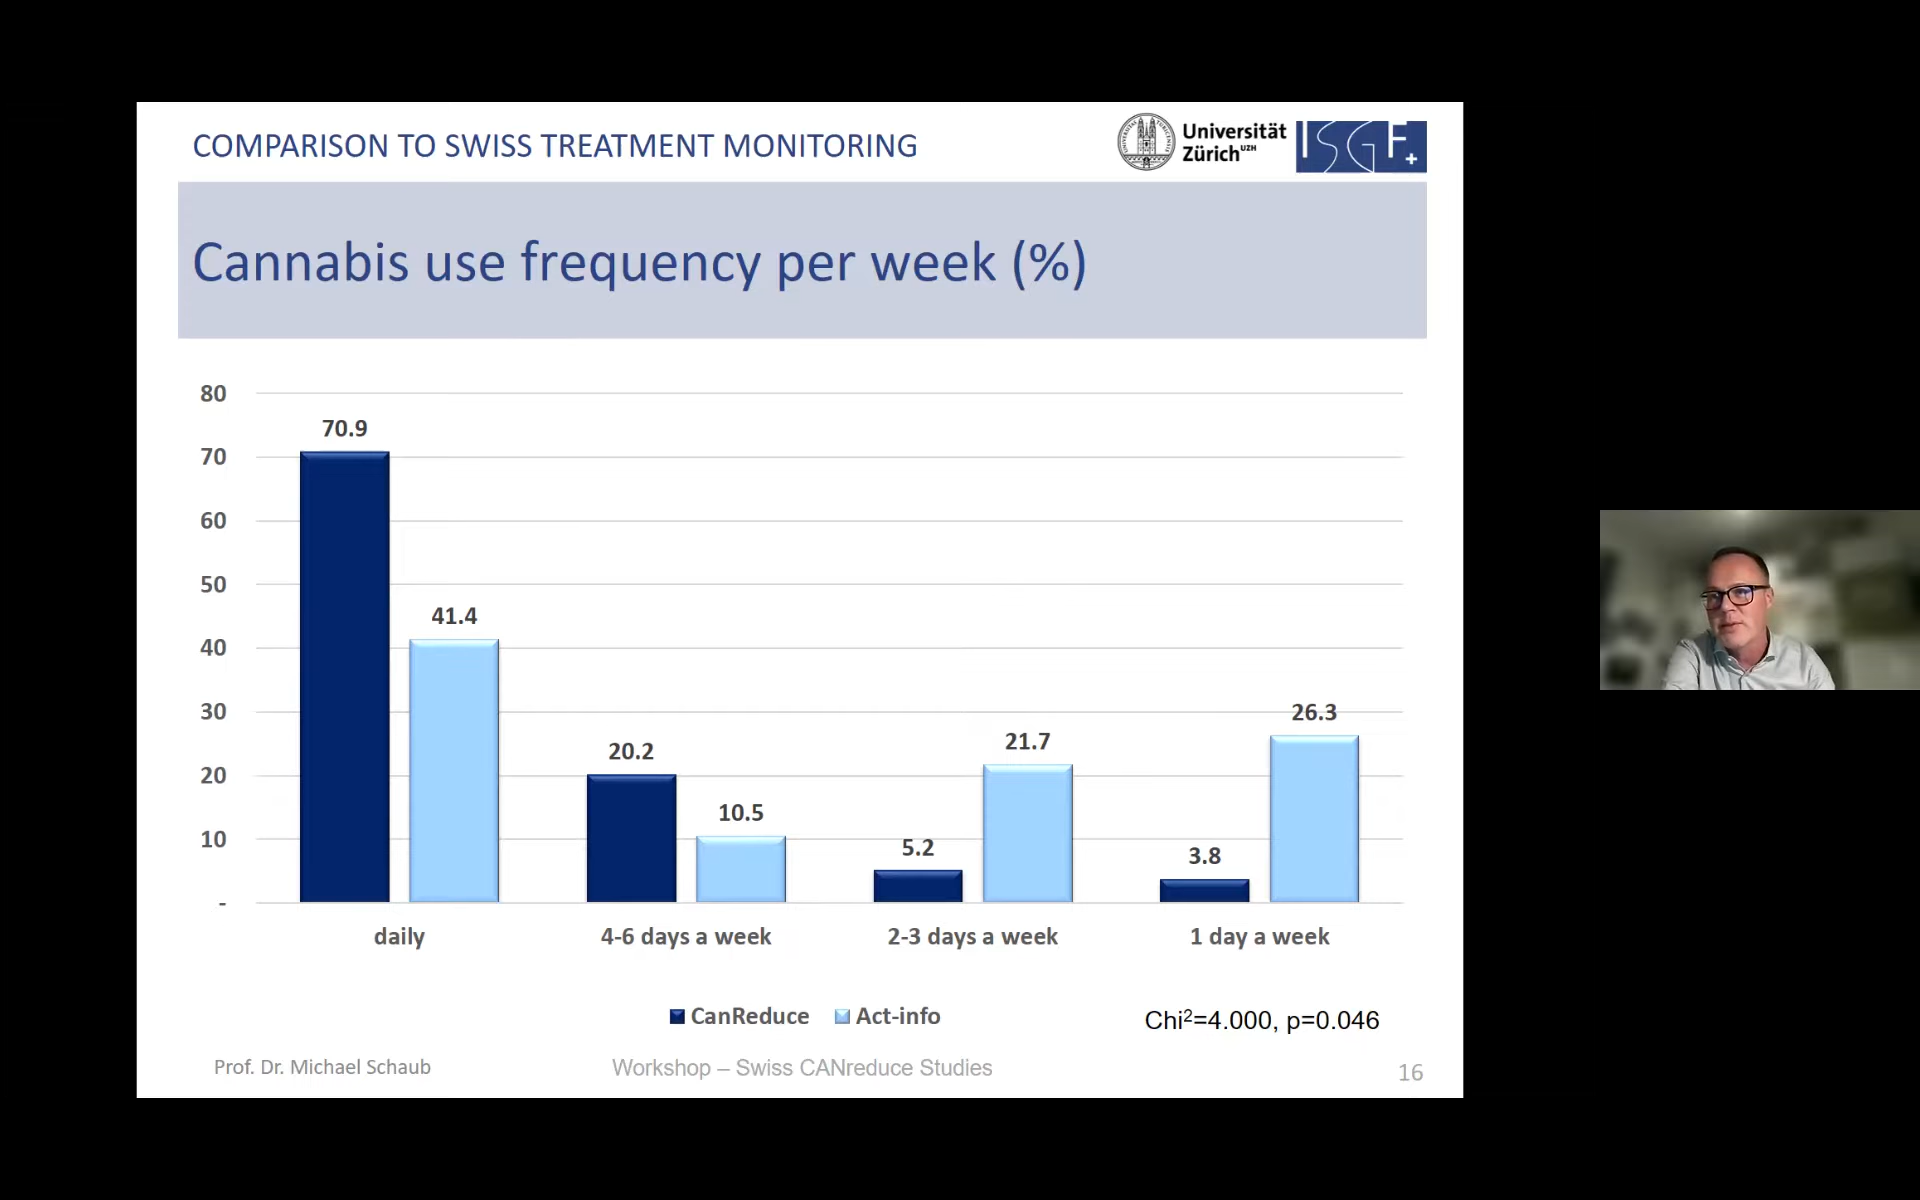 COMPARISON TO SWISS TREATMENT MONITORING
Universität
Zürich UZH
ISGF
Cannabis use frequency per week (%)
80
70
60
50
40
30
20
10
-
70.9
41.4
20.2
10.5
5.2
21.7
3.8
26.3
daily
4-6 days a week
2-3 days a week
1 day a week
CanReduce
Act-info
Chi²=4.000, p=0.046
Prof. Dr. Michael Schaub
Workshop – Swiss CANreduce Studies
16